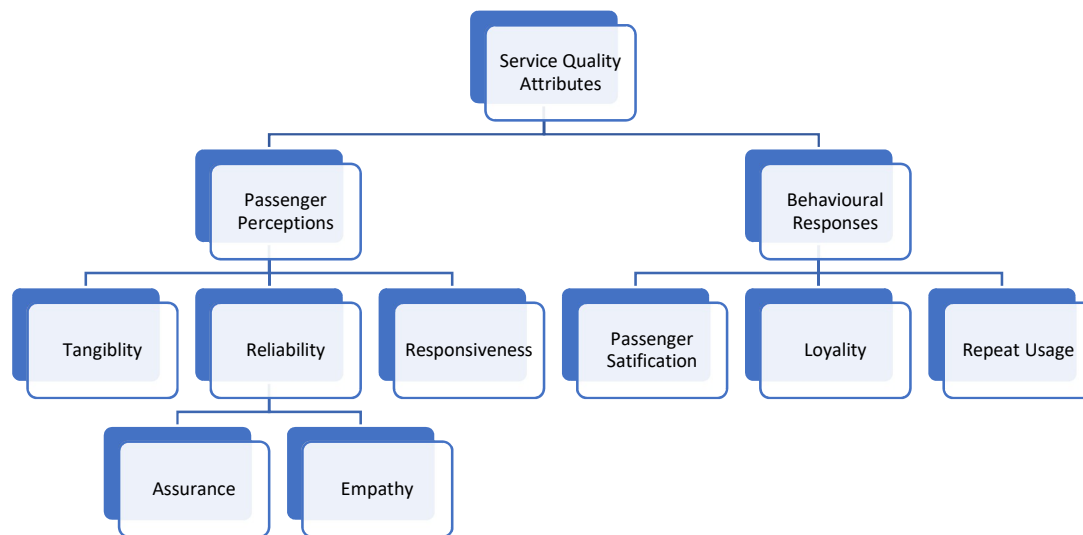 Service Quality
Attributes
Passenger
Perceptions
Behavioural
Responses
Tangiblity
Reliability
Responsiveness
Passenger
Satification
Loyality
Repeat Usage
Assurance
Empathy